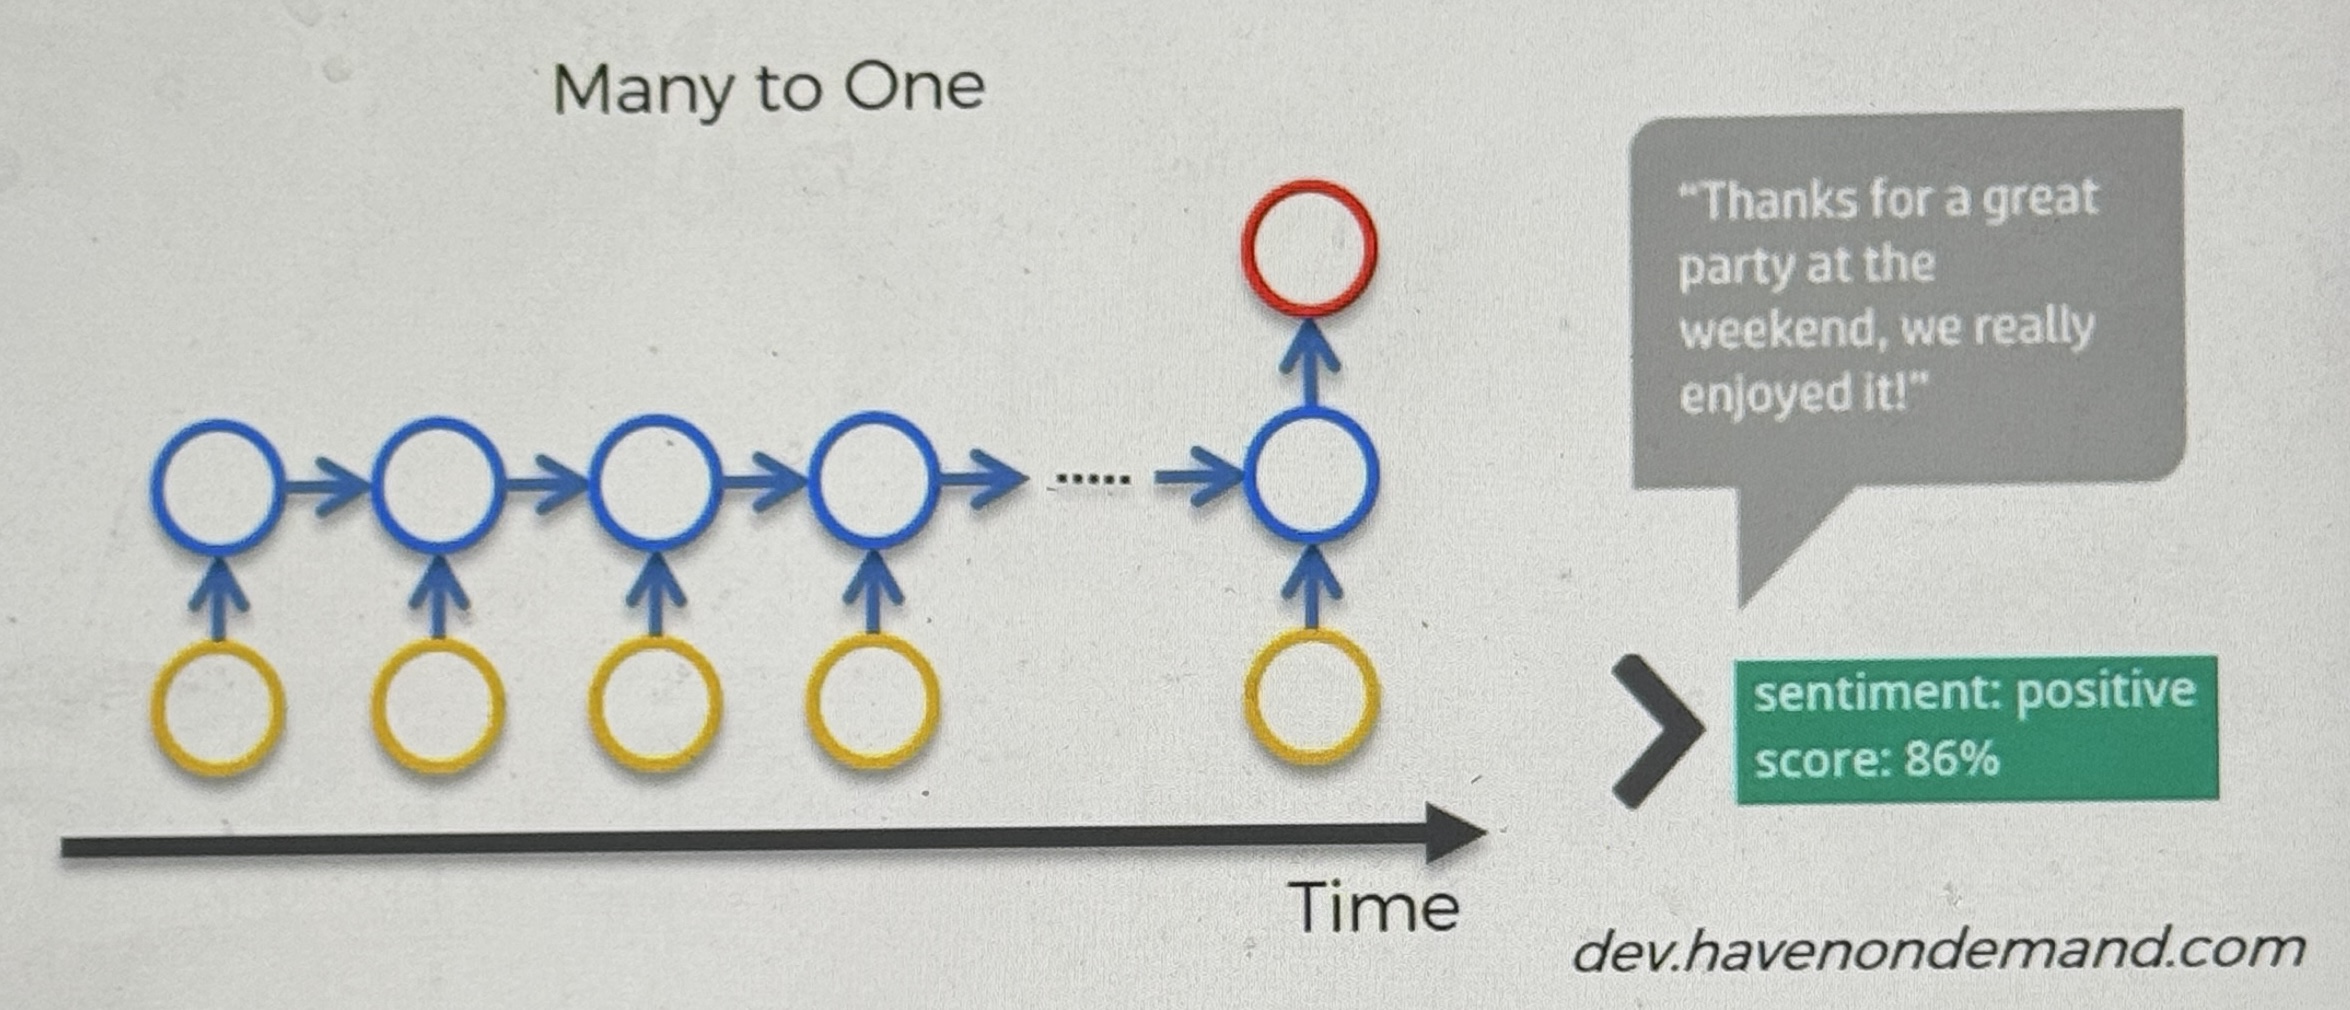 Many to One
“Thanks for a great
party at the
weekend, we really
enjoyed it!”
sentiment: positive
score: 86%
Time
dev.havenondemand.com